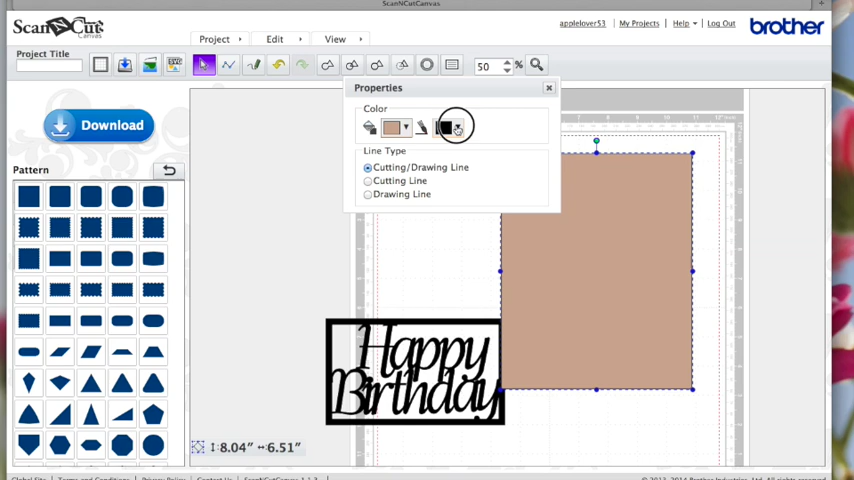 ScanNCutCanvas
ScanNCut
Canvas
Project
Edit
View
applelover53
My Projects
Help
Log Out
brother
Project Title
SVG
50
%
Properties
Color
Line Type
Cutting/Drawing Line
Cutting Line
Drawing Line
Download
Pattern
Happy
Birthday
8.04"
6.51"